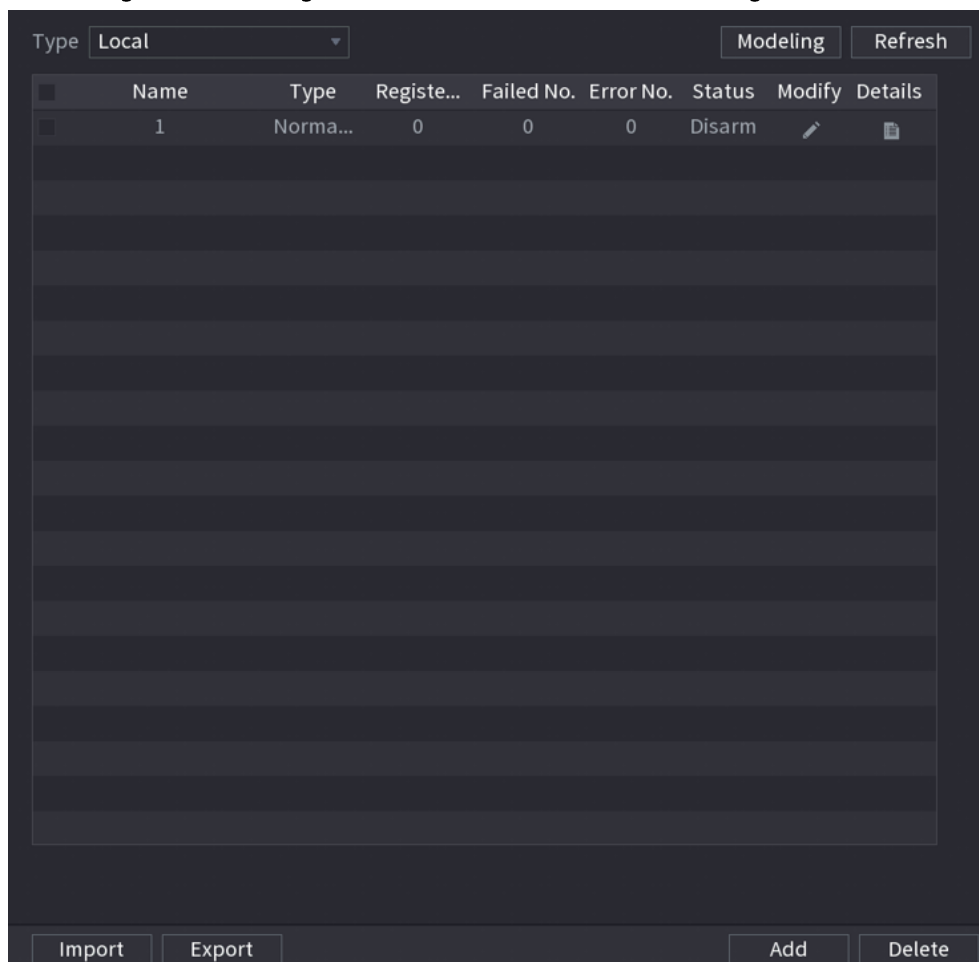 Type Local Modeling Refresh
Name Type Registe... Failed No. Error No. Status Modify Details
1 Norma... 0 0 0 Disarm
Import Export Add Delete